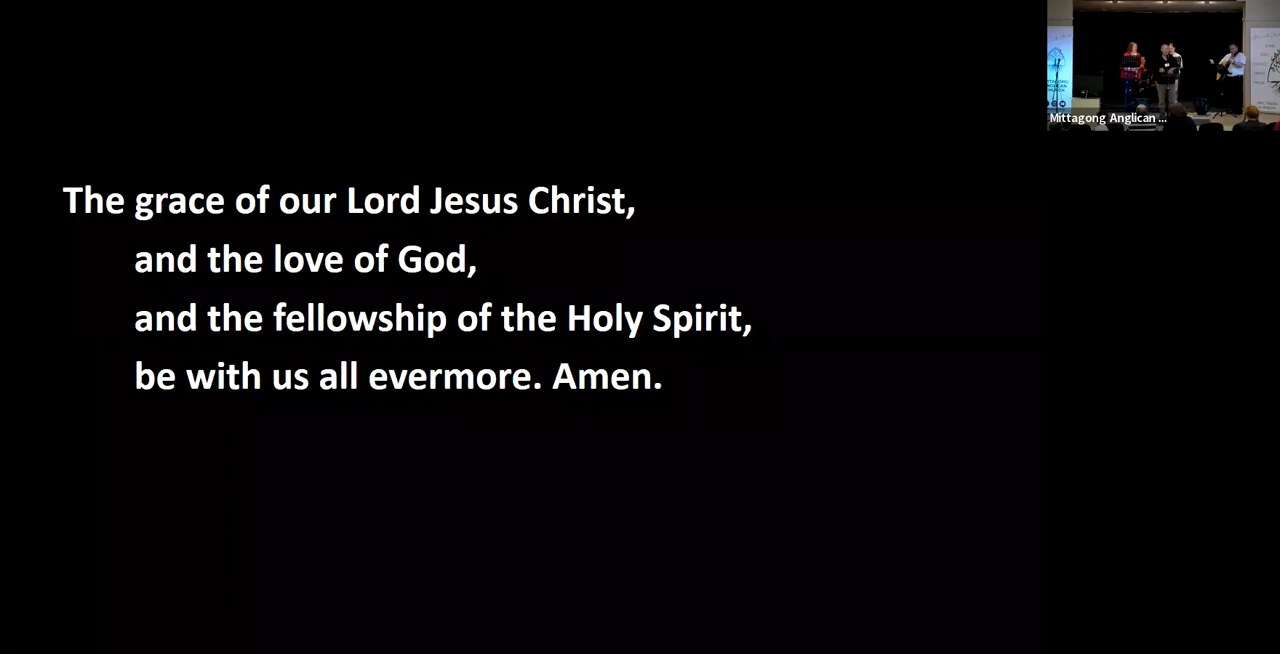 The grace of our Lord Jesus Christ,
and the love of God,
and the fellowship of the Holy Spirit,
be with us all evermore. Amen.
Mittagong Anglican ...